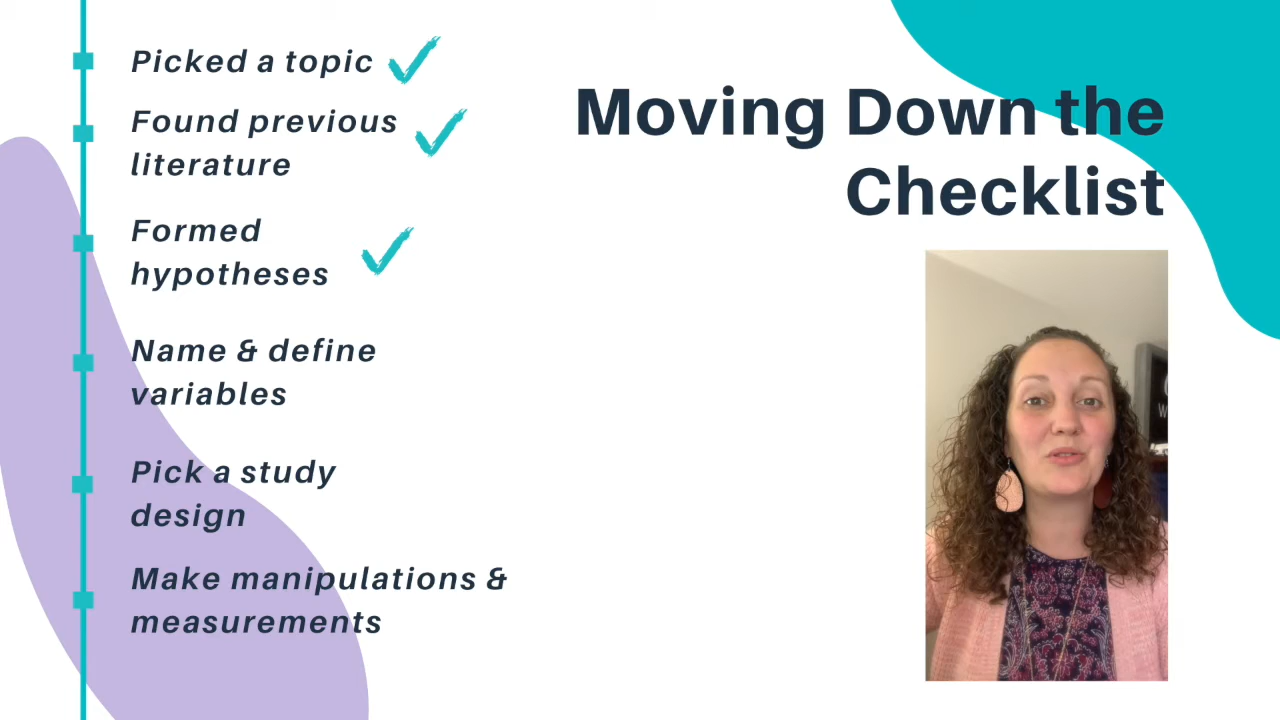 Picked a topic
Found previous
literature
Formed
hypotheses
Name & define
variables
Pick a study
design
Make manipulations &
measurements
Moving Down the
Checklist